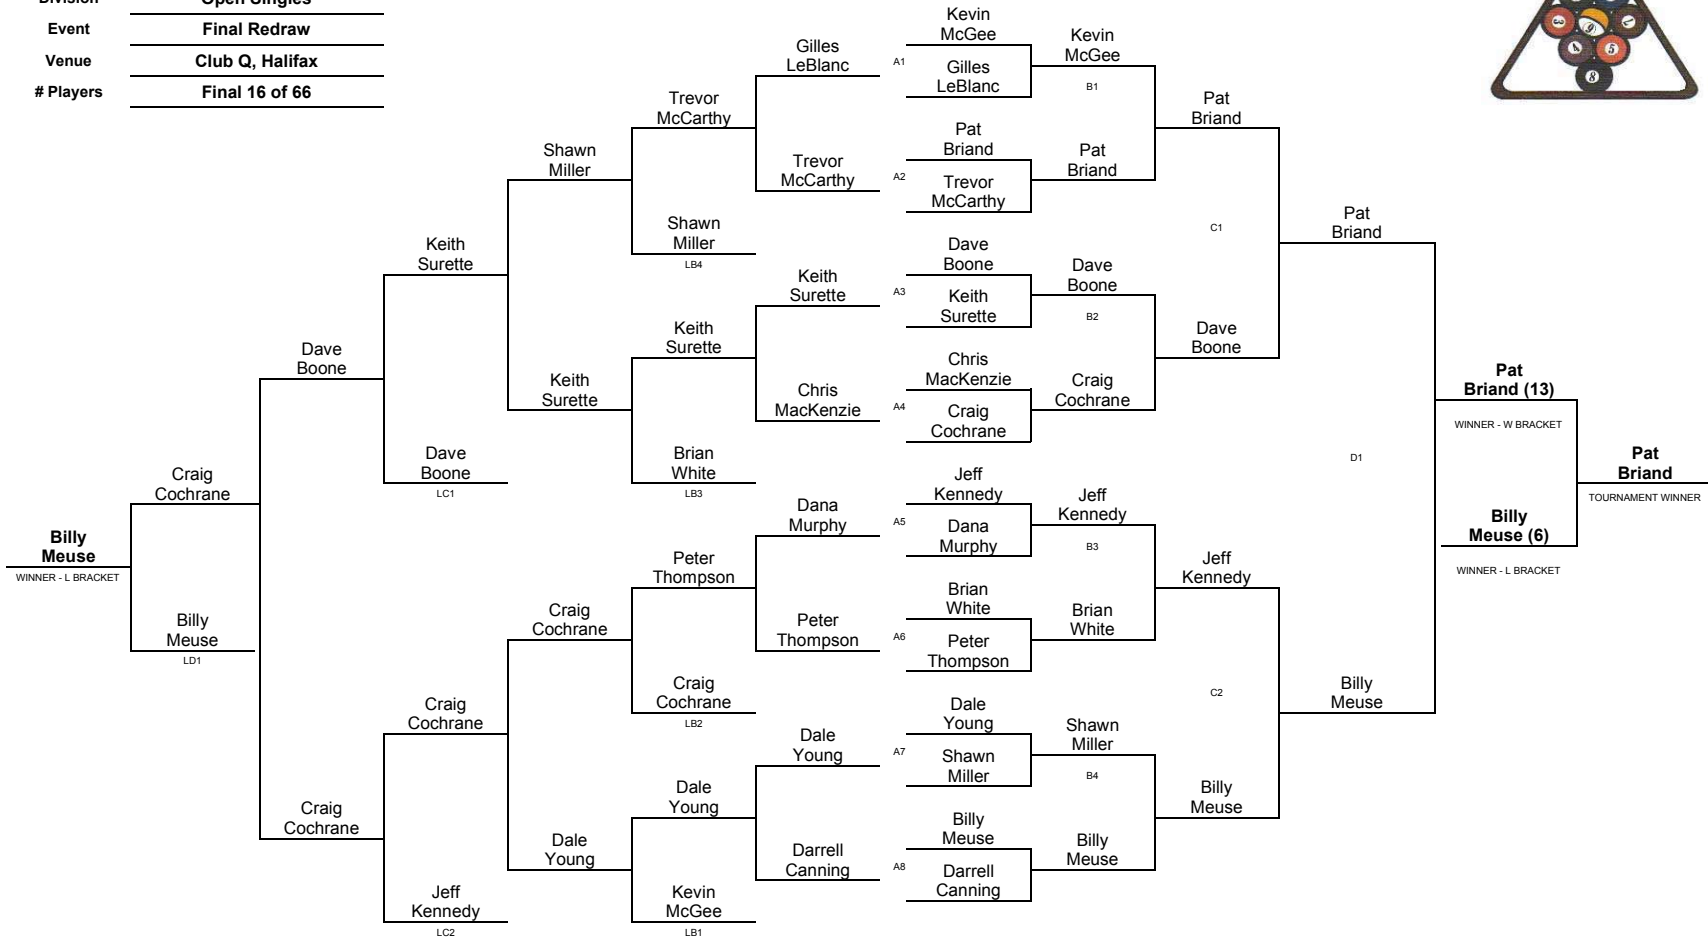 Division
Open Singles
Event
Final Redraw
Venue
Club Q, Halifax
# Players
Final 16 of 66
Billy
Meuse
WINNER - L BRACKET
Craig
Cochrane
Billy
Meuse
LD1
Dave
Boone
Craig
Cochrane
Keith
Surette
Dave
Boone
LC1
Craig
Cochrane
Jeff
Kennedy
LC2
Shawn
Miller
Keith
Surette
Craig
Cochrane
Dale
Young
Trevor
McCarthy
Shawn
Miller
LB4
Keith
Surette
Brian
White
LB3
Peter
Thompson
Craig
Cochrane
LB2
Dale
Young
Kevin
McGee
LB1
Gilles
LeBlanc
Trevor
McCarthy
Keith
Surette
Chris
MacKenzie
Dana
Murphy
Peter
Thompson
Dale
Young
Darrell
Canning
A1
A2
A3
A4
A5
A6
A7
A8
Kevin
McGee
Gilles
LeBlanc
Pat
Briand
Trevor
McCarthy
Dave
Boone
Keith
Surette
Chris
MacKenzie
Craig
Cochrane
Jeff
Kennedy
Dana
Murphy
Brian
White
Peter
Thompson
Dale
Young
Shawn
Miller
Billy
Meuse
Darrell
Canning
Kevin
McGee
B1
Pat
Briand
Dave
Boone
B2
Craig
Cochrane
Jeff
Kennedy
B3
Brian
White
Shawn
Miller
B4
Billy
Meuse
Pat
Briand
C1
Dave
Boone
Jeff
Kennedy
C2
Billy
Meuse
Pat
Briand
D1
Billy
Meuse
Pat
Briand (13)
WINNER - W BRACKET
Billy
Meuse (6)
WINNER - L BRACKET
Pat
Briand
TOURNAMENT WINNER
3
9
1
4
5
8